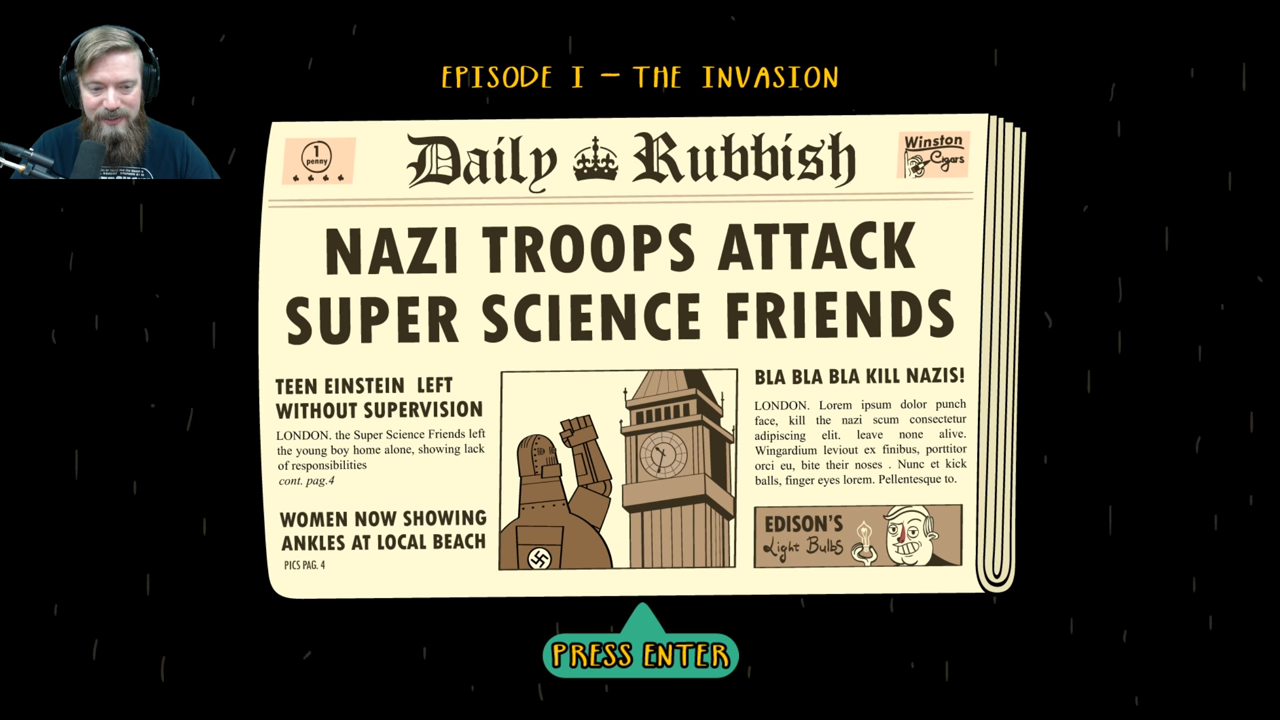 EPISODE I - THE INVASION
1
penny
Daily Rubbish
Winston
Cigars
NAZI TROOPS ATTACK
SUPER SCIENCE FRIENDS
TEEN EINSTEIN LEFT
WITHOUT SUPERVISION
LONDON. the Super Science Friends left
the young boy home alone, showing lack
of responsibilities
cont. pag.4
WOMEN NOW SHOWING
ANKLES AT LOCAL BEACH
PICS PAG. 4
BLA BLA BLA KILL NAZIS!
LONDON. Lorem ipsum dolor punch
face, kill the nazi scum consectetur
adipiscing elit. leave none alive.
Wingardium leviout ex finibus, porttitor
orci eu, bite their noses . Nunc et kick
balls, finger eyes lorem. Pellentesque to.
EDISON'S
Light Bulbs
PRESS ENTER